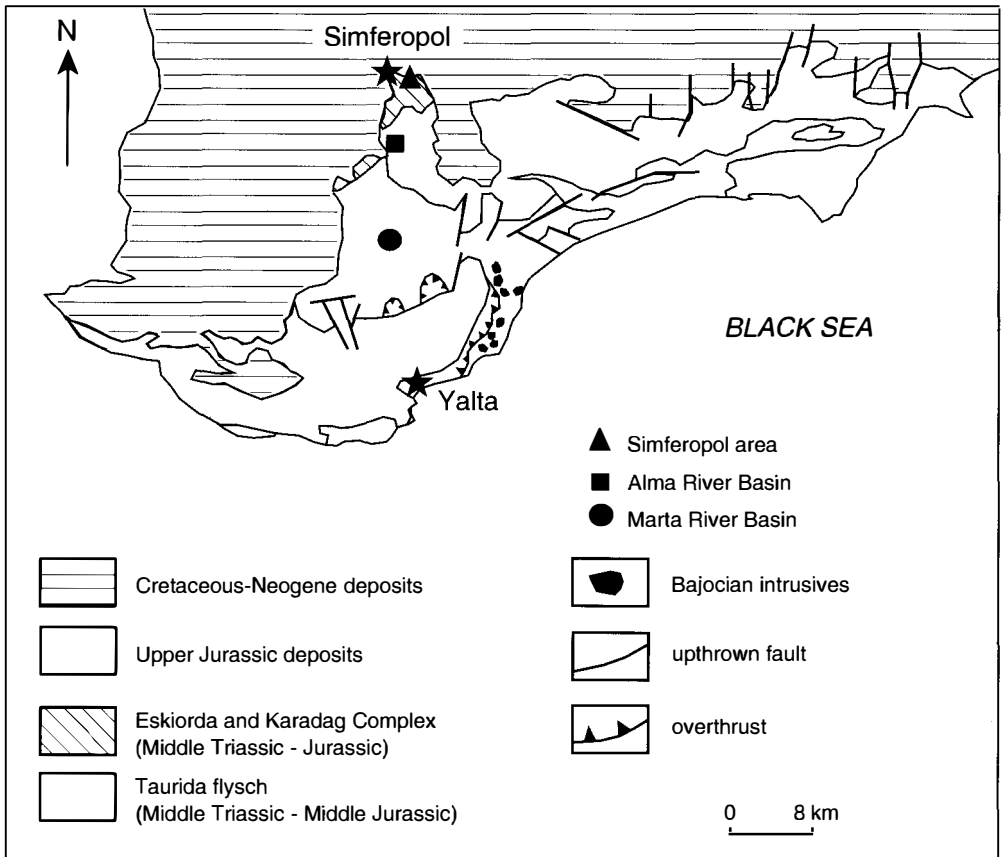 N
Simferopol
BLACK SEA
Yalta
Simferopol area
Alma River Basin
Marta River Basin
Cretaceous-Neogene deposits
Upper Jurassic deposits
Eskiorda and Karadag Complex
(Middle Triassic - Jurassic)
Taurida flysch
(Middle Triassic - Middle Jurassic)
Bajocian intrusives
upthrown fault
overthrust
0 8 km